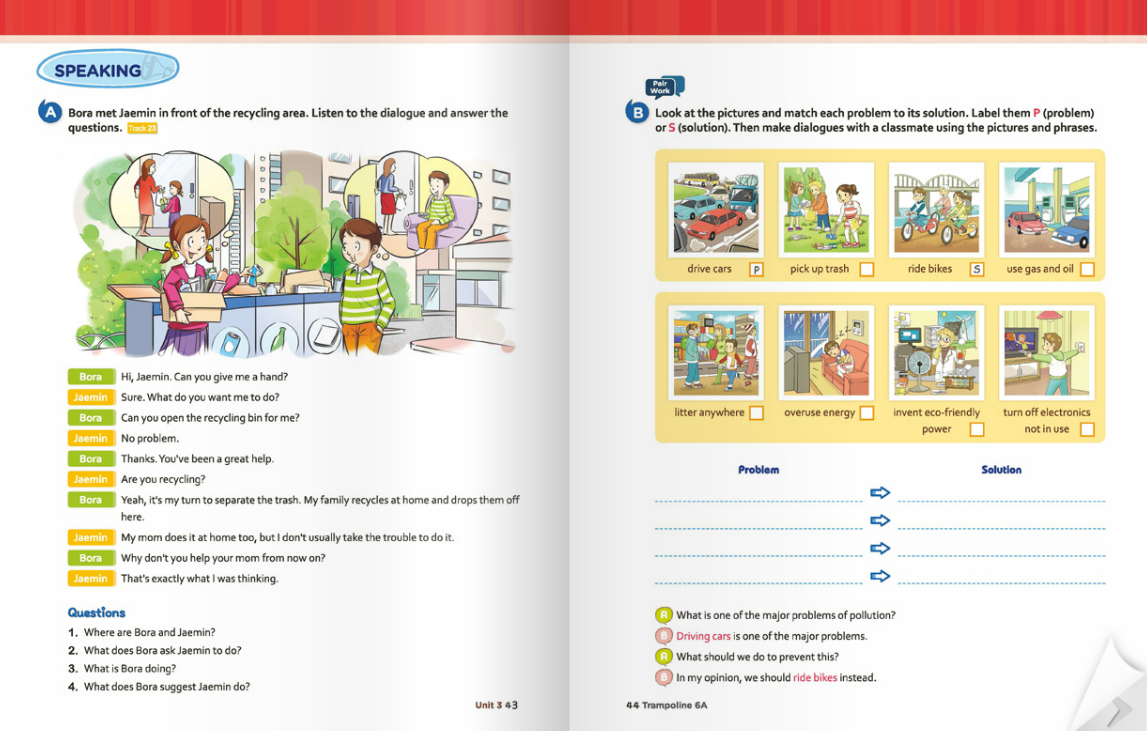 SPEAKING
A Bora met Jaemin in front of the recycling area. Listen to the dialogue and answer the
questions. Track 23
Bora Hi, Jaemin. Can you give me a hand?
Jaemin Sure. What do you want me to do?
Bora Can you open the recycling bin for me?
Jaemin No problem.
Bora Thanks. You've been a great help.
Jaemin Are you recycling?
Bora Yeah, it's my turn to separate the trash. My family recycles at home and drops them off
here.
Jaemin My mom does it at home too, but I don't usually take the trouble to do it.
Bora Why don't you help your mom from now on?
Jaemin That's exactly what I was thinking.
Questions
1. Where are Bora and Jaemin?
2. What does Bora ask Jaemin to do?
3. What is Bora doing?
4. What does Bora suggest Jaemin do?
Unit 3 43
Pair
Work
B Look at the pictures and match each problem to its solution. Label them P (problem)
or S (solution). Then make dialogues with a classmate using the pictures and phrases.
drive cars P pick up trash ride bikes S use gas and oil
zzz
litter anywhere overuse energy invent eco-friendly turn off electronics
power not in use
Problem Solution
A What is one of the major problems of pollution?
B Driving cars is one of the major problems.
A What should we do to prevent this?
B In my opinion, we should ride bikes instead.
44 Trampoline 6A